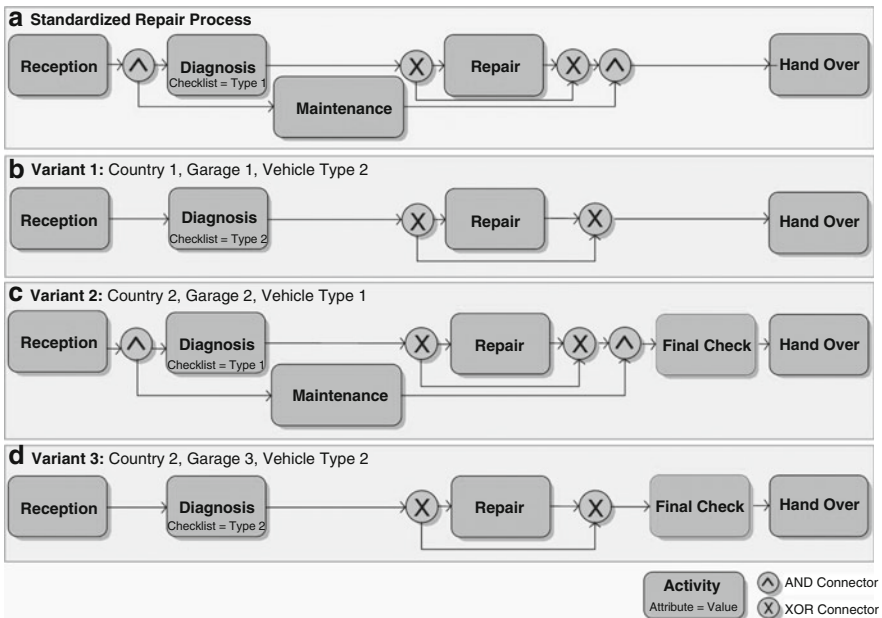 a Standardized Repair Process
Reception
Diagnosis
Checklist = Type 1
Repair
Hand Over
Maintenance
b Variant 1: Country 1, Garage 1, Vehicle Type 2
Reception
Diagnosis
Checklist = Type 2
Repair
Hand Over
c Variant 2: Country 2, Garage 2, Vehicle Type 1
Reception
Diagnosis
Checklist = Type 1
Repair
Final Check
Hand Over
Maintenance
d Variant 3: Country 2, Garage 3, Vehicle Type 2
Reception
Diagnosis
Checklist = Type 2
Repair
Final Check
Hand Over
Activity
Attribute = Value
AND Connector
XOR Connector